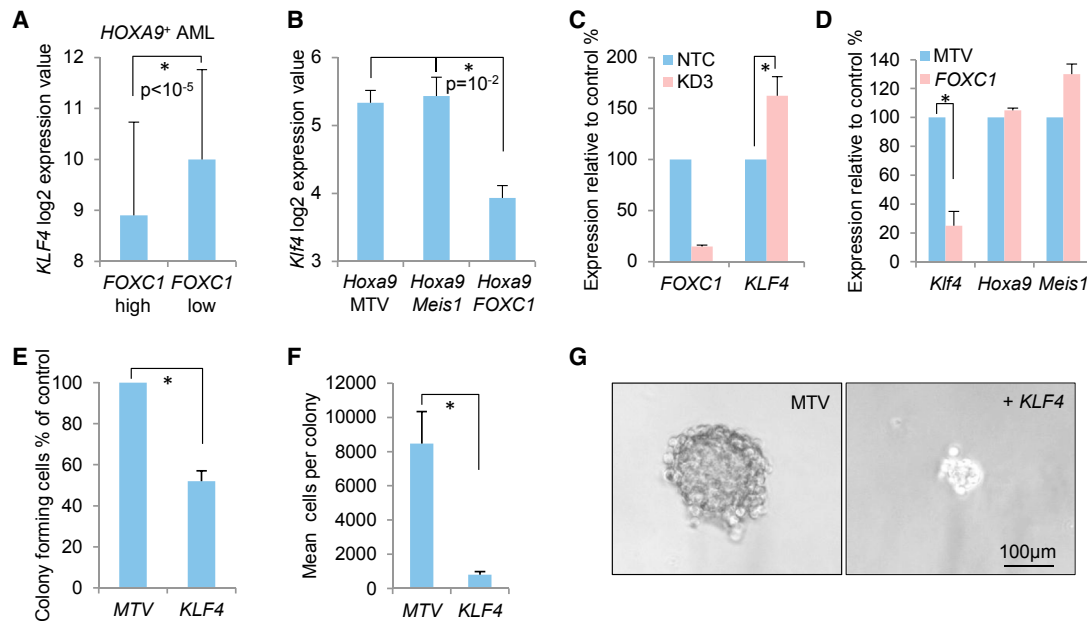 A
HOXA9+ AML
KLF4 log2 expression value
12
11
10
9
8
*
p<10-5
FOXC1 high
FOXC1 low
B
Klf4 log2 expression value
6
5
4
3
*
p=10-2
Hoxa9 MTV
Hoxa9 Meis1
Hoxa9 FOXC1
C
Expression relative to control %
200
150
100
50
0
NTC
KD3
*
FOXC1
KLF4
D
Expression relative to control %
140
120
100
80
60
40
20
0
MTV
FOXC1
*
Klf4
Hoxa9
Meis1
E
Colony forming cells % of control
100
80
60
40
20
0
*
MTV
KLF4
F
Mean cells per colony
12000
10000
8000
6000
4000
2000
0
*
MTV
KLF4
G
MTV
+ KLF4
100µm